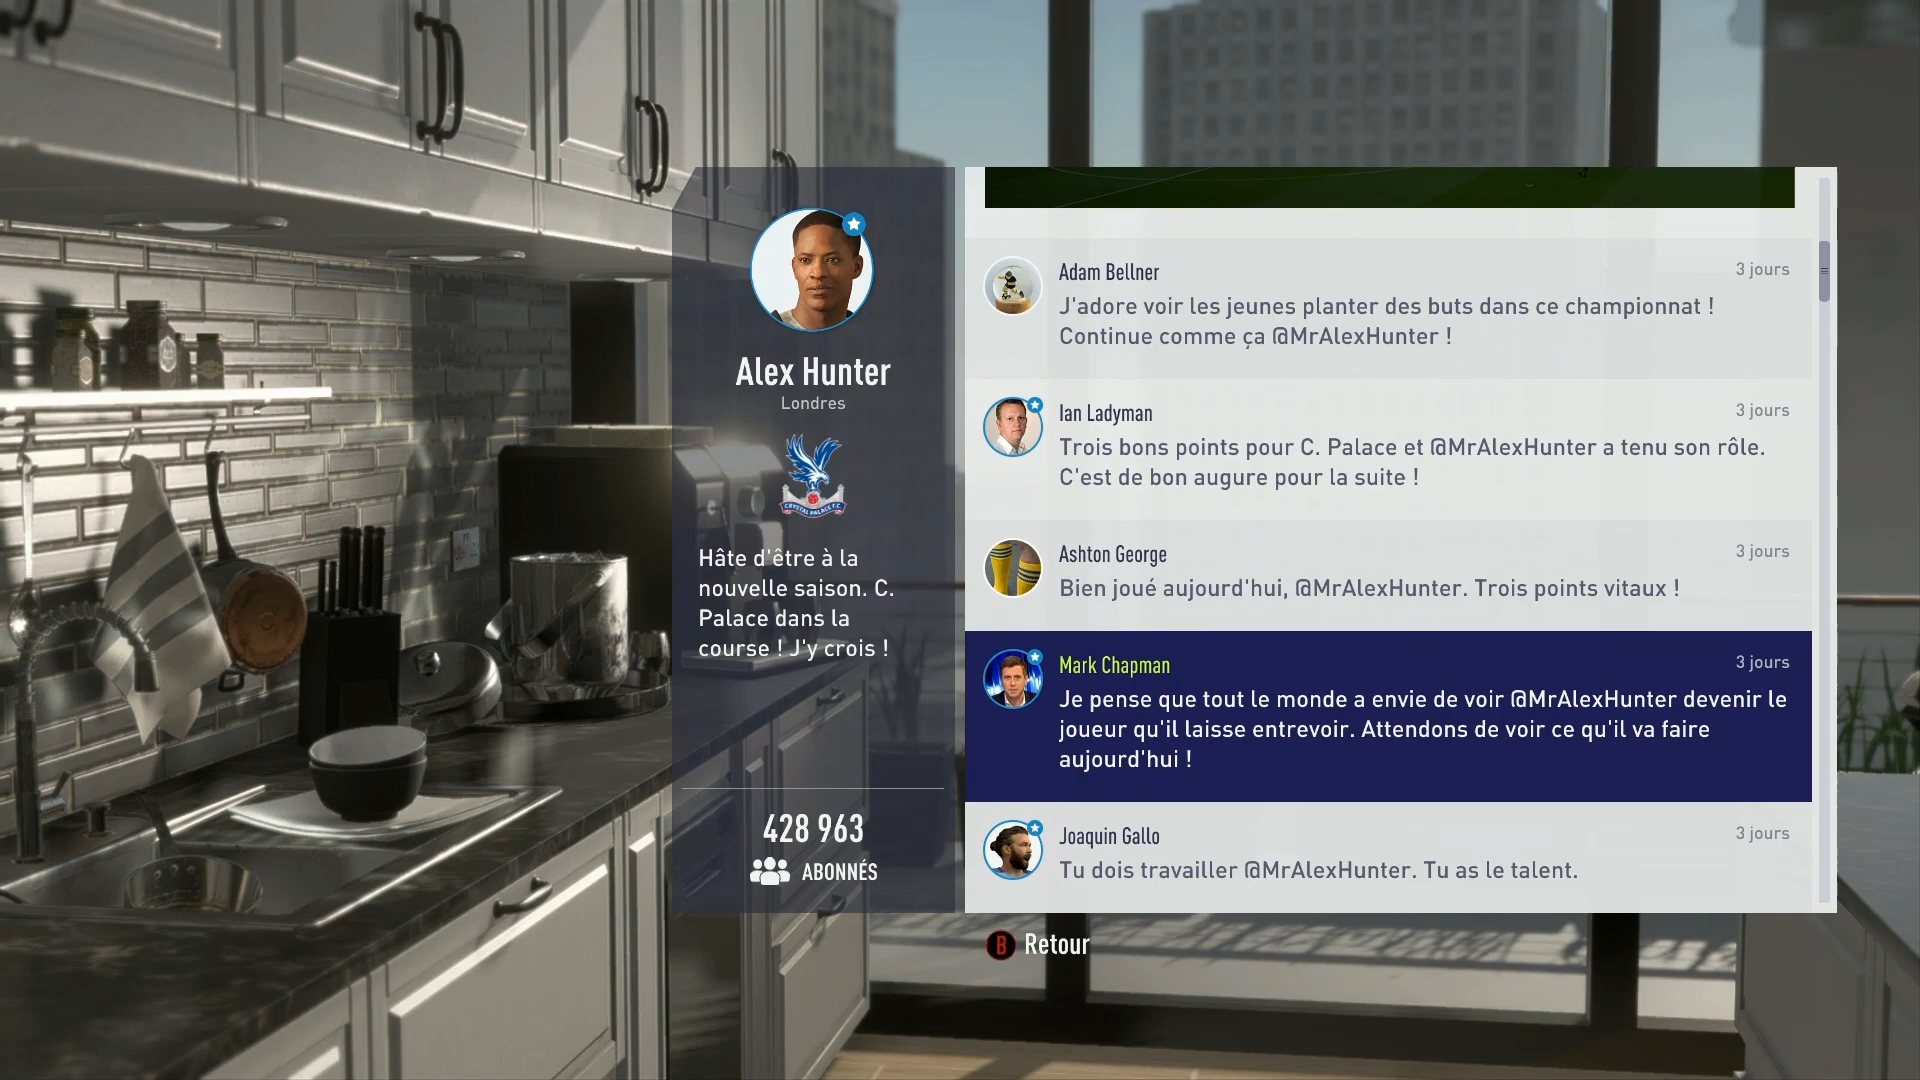 Alex Hunter
Londres
CRYSTAL PALACE F.C.
Hâte d'être à la
nouvelle saison. C.
Palace dans la
course ! J'y crois !
428 963
ABONNÉS
Adam Bellner
3 jours
J'adore voir les jeunes planter des buts dans ce championnat !
Continue comme ça @MrAlexHunter !
Ian Ladyman
3 jours
Trois bons points pour C. Palace et @MrAlexHunter a tenu son rôle.
C'est de bon augure pour la suite !
Ashton George
3 jours
Bien joué aujourd'hui, @MrAlexHunter. Trois points vitaux !
Mark Chapman
3 jours
Je pense que tout le monde a envie de voir @MrAlexHunter devenir le
joueur qu'il laisse entrevoir. Attendons de voir ce qu'il va faire
aujourd'hui !
Joaquin Gallo
3 jours
Tu dois travailler @MrAlexHunter. Tu as le talent.
B Retour